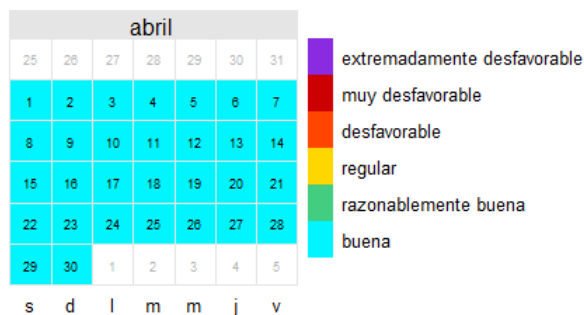 abril
25 26 27 28 29 30 31
1 2 3 4 5 6 7
8 9 10 11 12 13 14
15 16 17 18 19 20 21
22 23 24 25 26 27 28
29 30 1 2 3 4 5
s d l m m j v
extremadamente desfavorable
muy desfavorable
desfavorable
regular
razonablemente buena
buena